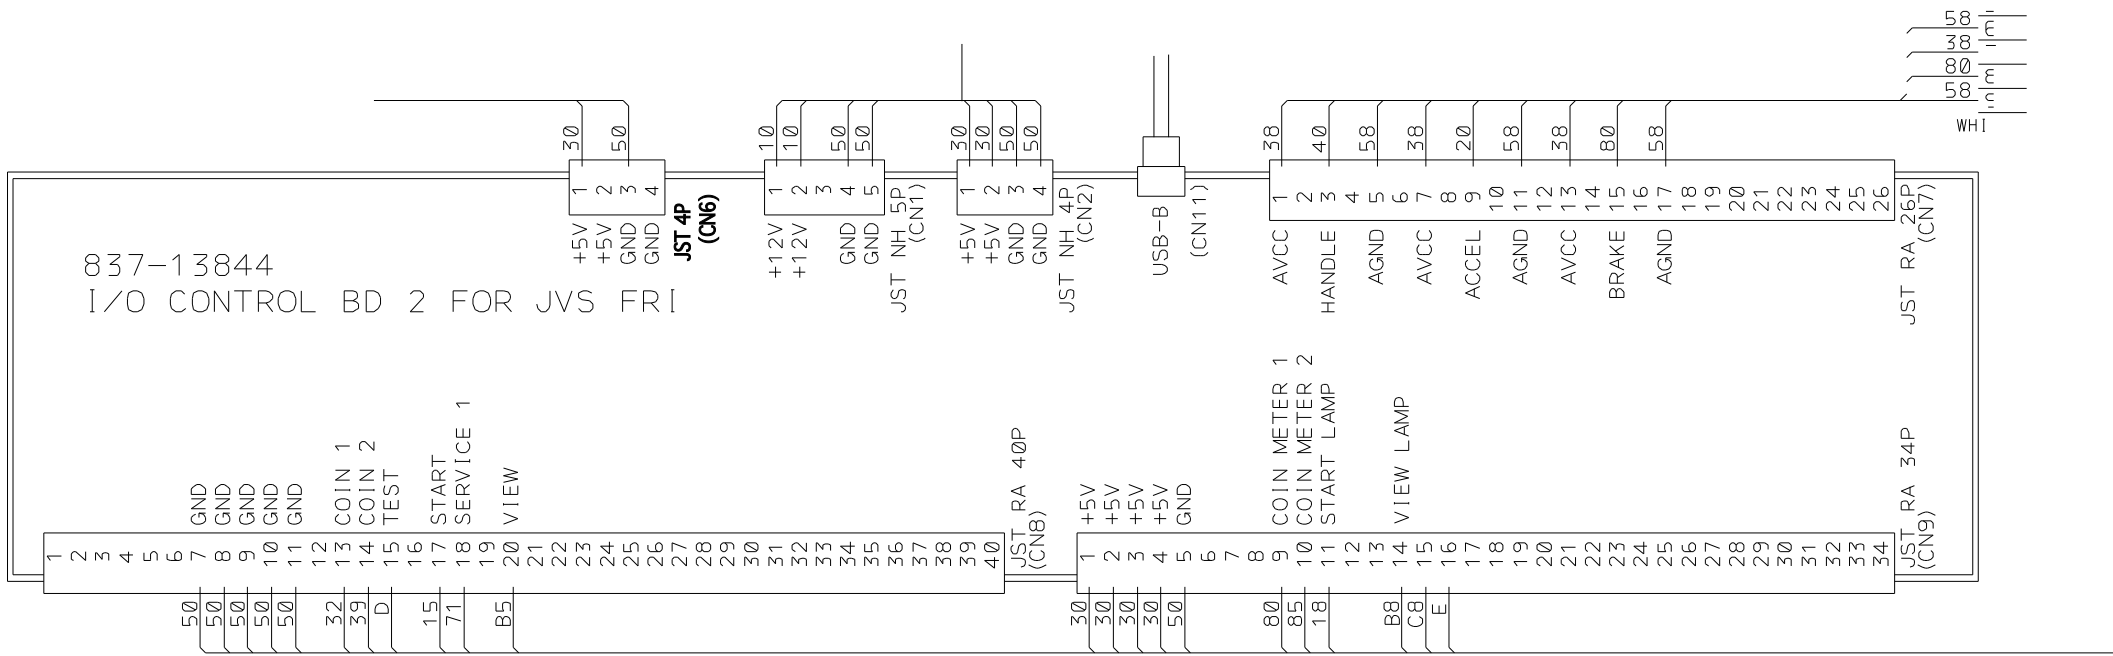 58
38
80
58
WHI
30
50
10
10
50
50
30
30
50
50
38
40
58
38
20
58
38
80
58
1 2 3 4
1 2 3 4 5
1 2 3 4
1 2 3 4 5 6 7 8 9 10 11 12 13 14 15 16 17 18 19 20 21 22 23 24 25 26
+5V
+5V
GND
GND
JST 4P
(CN6)
+12V
+12V
GND
GND
JST NH 5P
(CN1)
+5V
+5V
GND
GND
JST NH 4P
(CN2)
USB-B
(CN11)
AVCC
HANDLE
AGND
AVCC
ACCEL
AGND
AVCC
BRAKE
AGND
JST RA 26P
(CN7)
837-13844
I/O CONTROL BD 2 FOR JVS FRI
GND
GND
GND
GND
GND
COIN 1
COIN 2
TEST
START
SERVICE 1
VIEW
JST RA 40P
(CN8)
+5V
+5V
+5V
+5V
GND
COIN METER 1
COIN METER 2
START LAMP
VIEW LAMP
JST RA 34P
(CN9)
1 2 3 4 5 6 7 8 9 10 11 12 13 14 15 16 17 18 19 20 21 22 23 24 25 26 27 28 29 30 31 32 33 34 35 36 37 38 39 40
1 2 3 4 5 6 7 8 9 10 11 12 13 14 15 16 17 18 19 20 21 22 23 24 25 26 27 28 29 30 31 32 33 34
50
50
50
50
50
32
39
D
15
71
B5
30
30
30
30
50
80
85
18
B8
C8
E